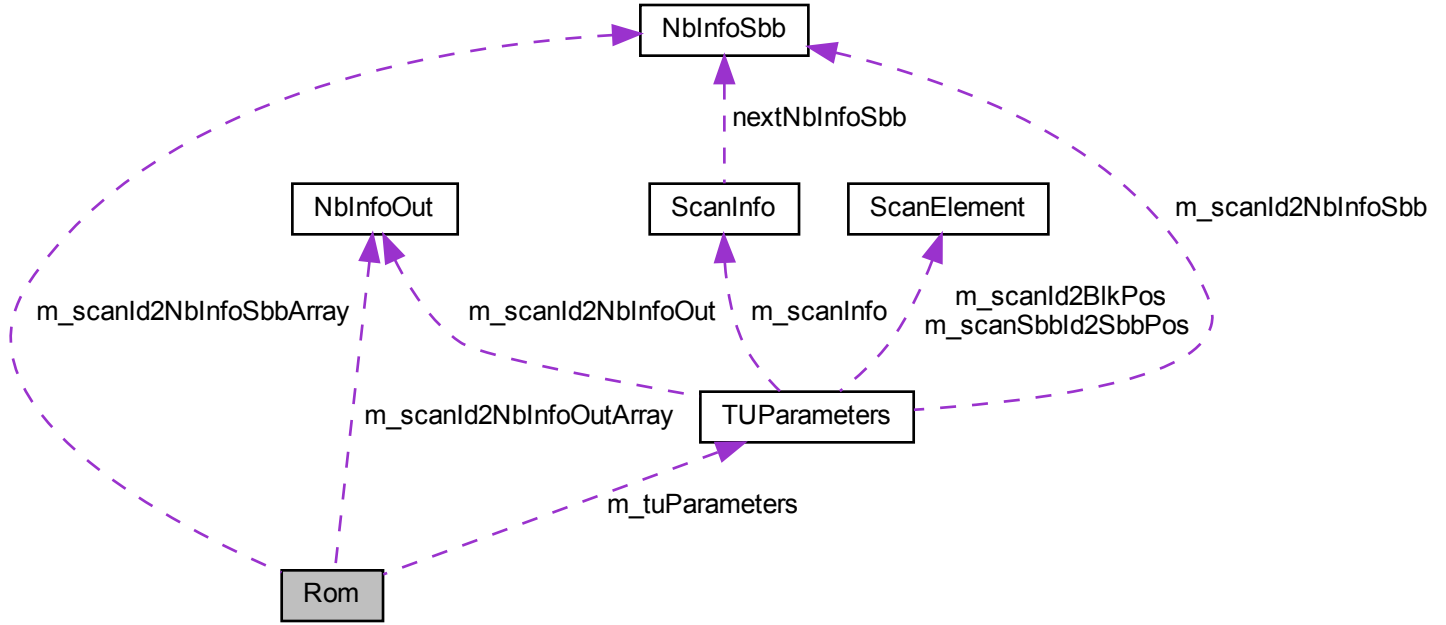 NbInfoSbb
nextNbInfoSbb
NbInfoOut
ScanInfo
ScanElement
m_scanId2NbInfoSbb
m_scanId2NbInfoSbbArray
m_scanId2NbInfoOut
m_scanInfo
m_scanId2BlkPos
m_scanSbbId2SbbPos
m_scanId2NbInfoOutArray
TUParameters
m_tuParameters
Rom